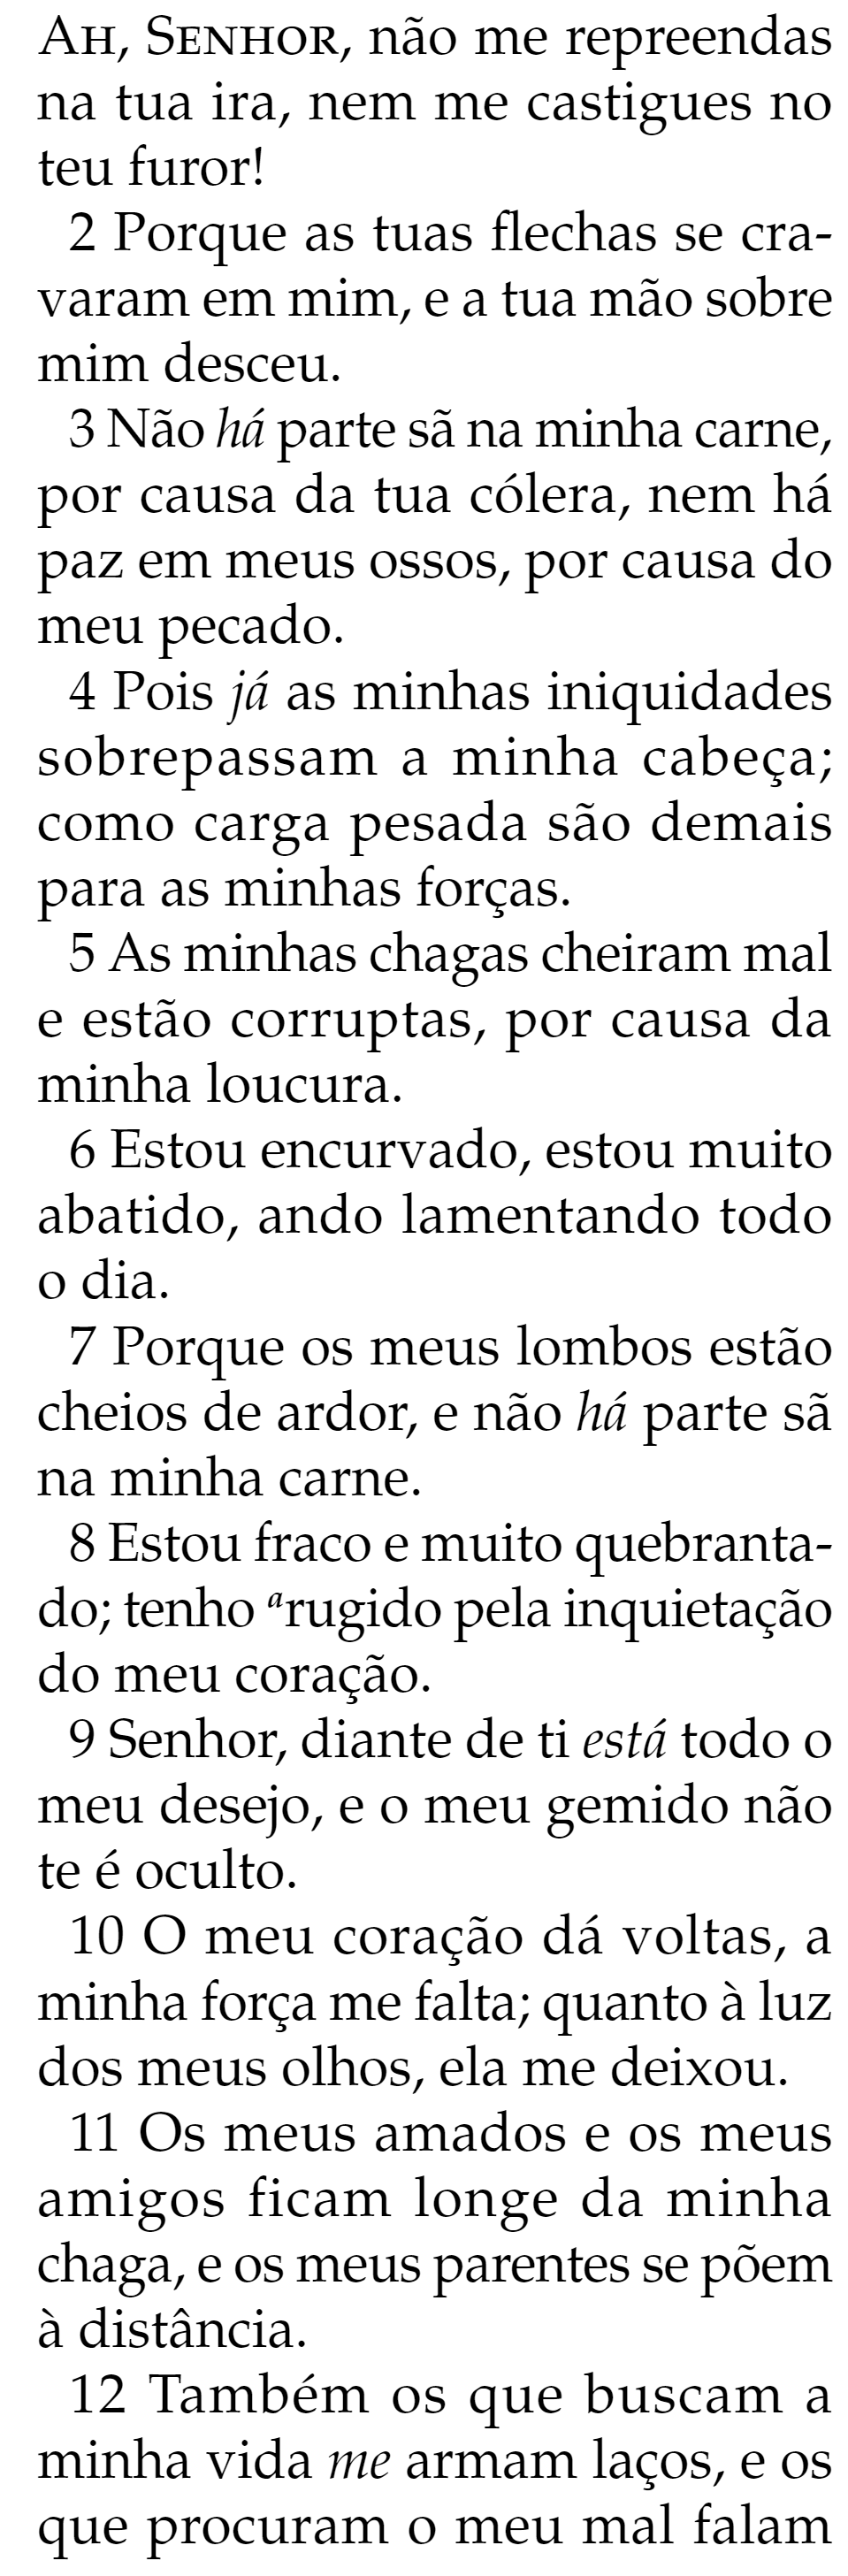 AH, SENHOR, não me repreendas
na tua ira, nem me castigues no
teu furor!
2 Porque as tuas flechas se cra-
varam em mim, e a tua mão sobre
mim desceu.
3 Não há parte sã na minha carne,
por causa da tua cólera, nem há
paz em meus ossos, por causa do
meu pecado.
4 Pois já as minhas iniquidades
sobrepassam a minha cabeça;
como carga pesada são demais
para as minhas forças.
5 As minhas chagas cheiram mal
e estão corruptas, por causa da
minha loucura.
6 Estou encurvado, estou muito
abatido, ando lamentando todo
o dia.
7 Porque os meus lombos estão
cheios de ardor, e não há parte sã
na minha carne.
8 Estou fraco e muito quebranta-
do; tenho ᵃrugido pela inquietação
do meu coração.
9 Senhor, diante de ti está todo o
meu desejo, e o meu gemido não
te é oculto.
10 O meu coração dá voltas, a
minha força me falta; quanto à luz
dos meus olhos, ela me deixou.
11 Os meus amados e os meus
amigos ficam longe da minha
chaga, e os meus parentes se põem
à distância.
12 Também os que buscam a
minha vida me armam laços, e os
que procuram o meu mal falam